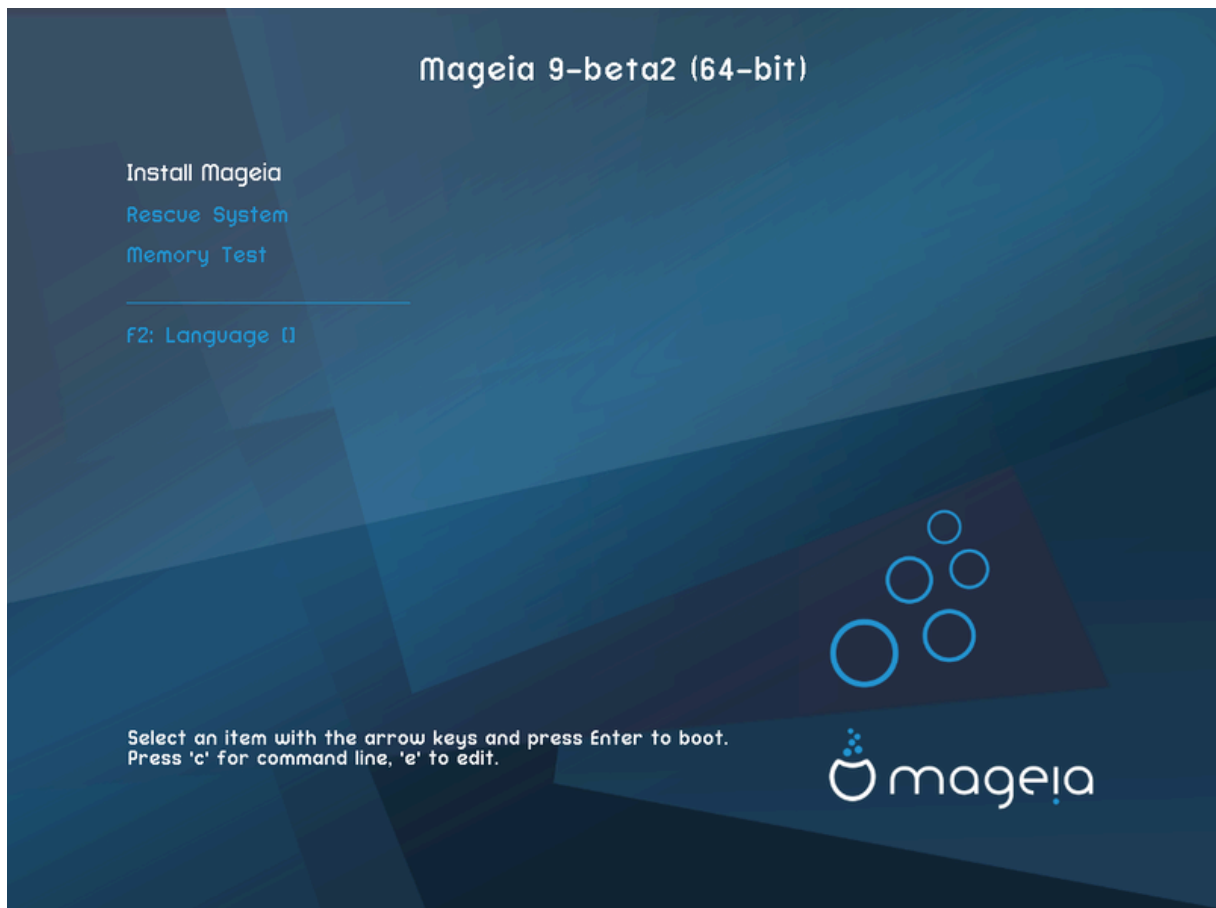 Mageia 9-beta2 (64-bit)
Install Mageia
Rescue System
Memory Test
F2: Language []
Select an item with the arrow keys and press Enter to boot.
Press 'c' for command line, 'e' to edit.
mageia